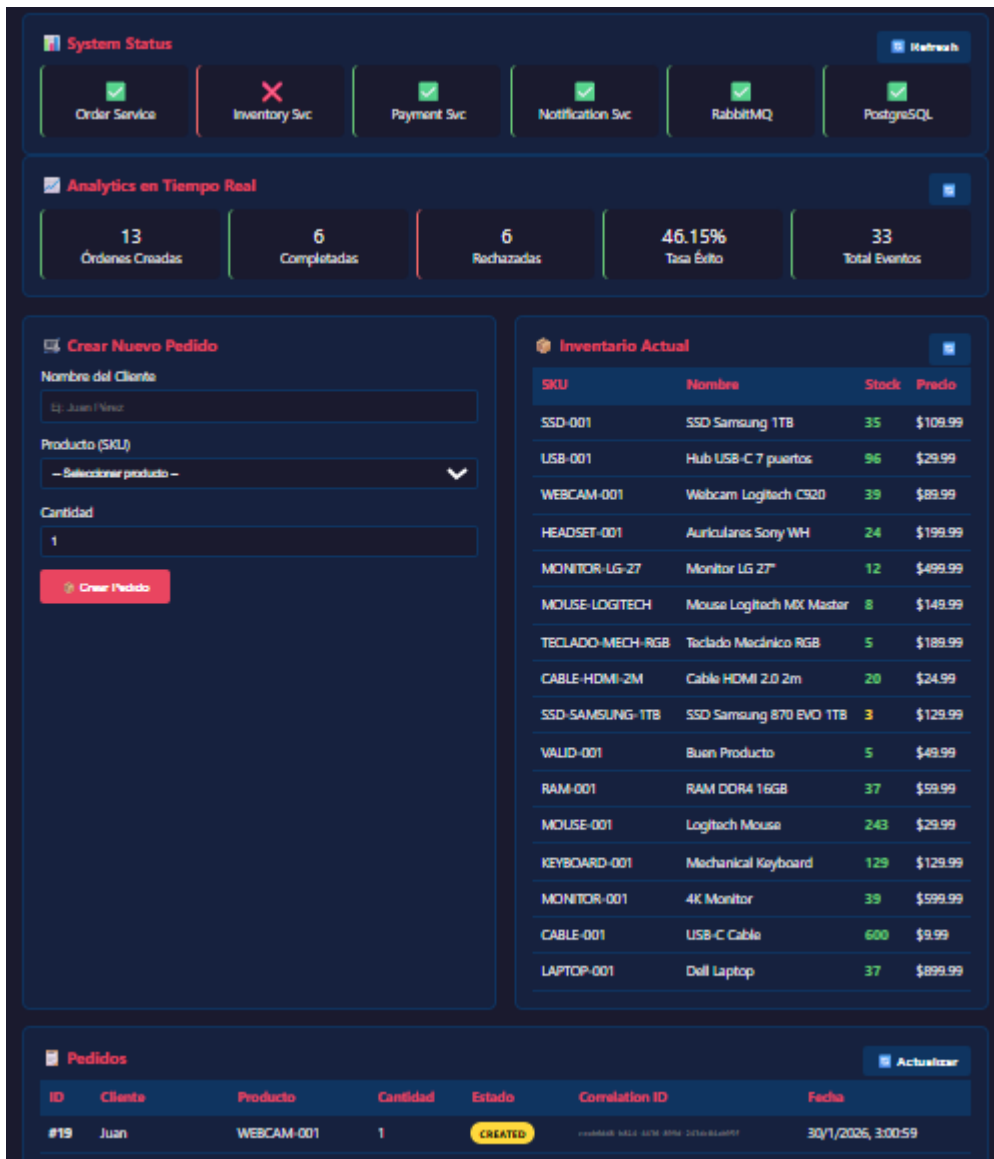 System Status
Refresh
Order Service
Inventory Svc
Payment Svc
Notification Svc
RabbitMQ
PostgreSQL
Analytics en Tiempo Real
13
Órdenes Creadas
6
Completadas
6
Rechazadas
46.15%
Tasa Éxito
33
Total Eventos
Crear Nuevo Pedido
Nombre del Cliente
Ej: Juan Pérez
Producto (SKU)
-- Seleccionar producto --
Cantidad
1
Crear Pedido
Inventario Actual
SKU Nombre Stock Precio
SSD-001 SSD Samsung 1TB 35 $109.99
USB-001 Hub USB-C 7 puertos 96 $29.99
WEBCAM-001 Webcam Logitech C920 39 $89.99
HEADSET-001 Auriculares Sony WH 24 $199.99
MONITOR-LG-27 Monitor LG 27" 12 $499.99
MOUSE-LOGITECH Mouse Logitech MX Master 8 $149.99
TECLADO-MECH-RGB Teclado Mecánico RGB 5 $189.99
CABLE-HDMI-2M Cable HDMI 2.0 2m 20 $24.99
SSD-SAMSUNG-1TB SSD Samsung 870 EVO 1TB 3 $129.99
VALID-001 Buen Producto 5 $49.99
RAM-001 RAM DDR4 16GB 37 $59.99
MOUSE-001 Logitech Mouse 243 $29.99
KEYBOARD-001 Mechanical Keyboard 129 $129.99
MONITOR-001 4K Monitor 39 $599.99
CABLE-001 USB-C Cable 600 $9.99
LAPTOP-001 Dell Laptop 37 $899.99
Pedidos
Actualizar
ID Cliente Producto Cantidad Estado Correlation ID Fecha
#19 Juan WEBCAM-001 1 CREATED 30/1/2026, 3:00:59